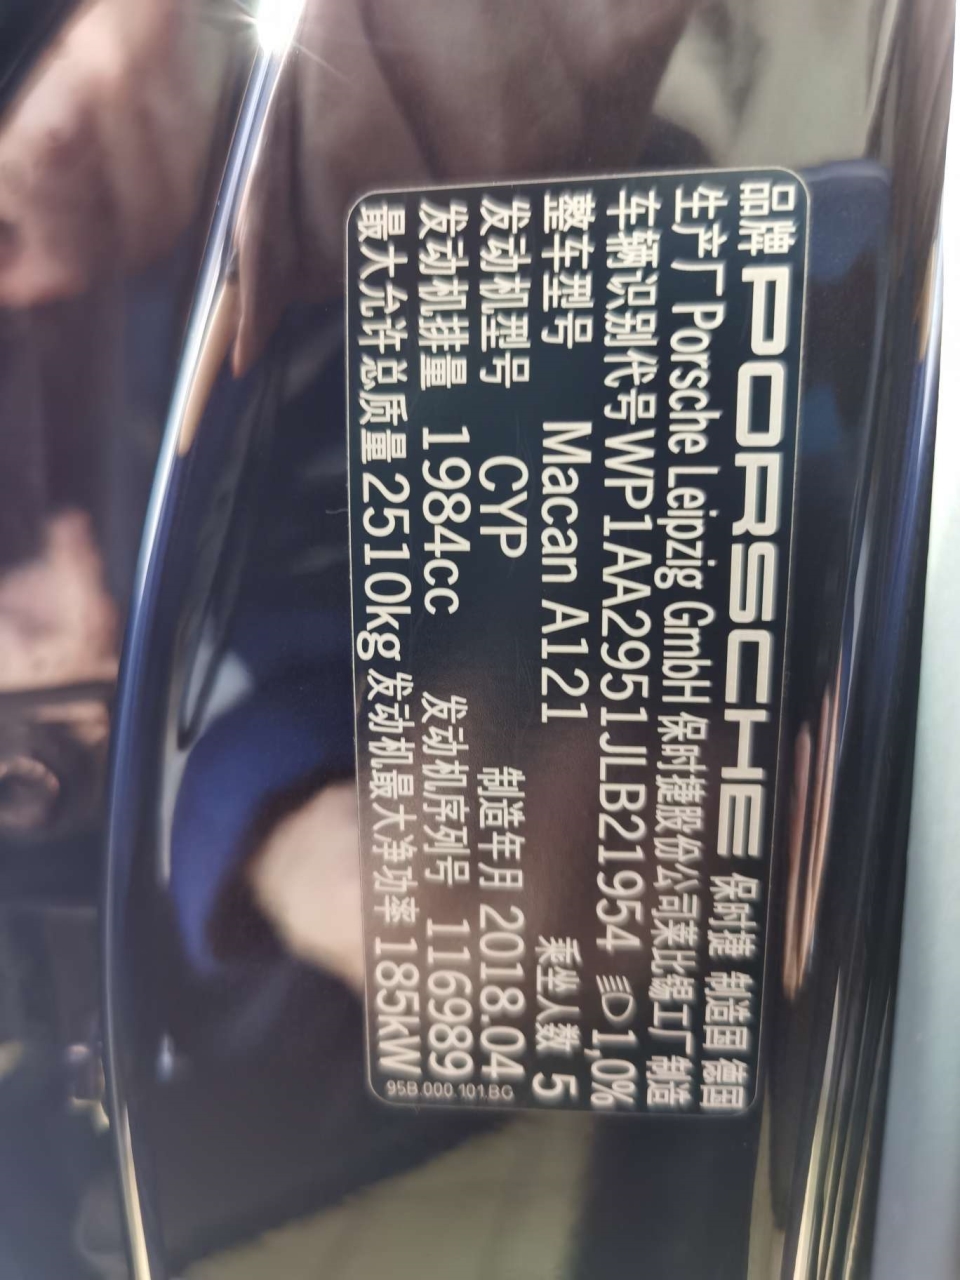 品牌 PORSCHE 保时捷 制造国 德国
生产厂 Porsche Leipzig GmbH 保时捷股份公司莱比锡工厂制造
车辆识别代号 WP1AA2951JLB21954 1,0%
整车型号 Macan A121 乘坐人数 5
发动机型号 CYP 制造年月 2018.04
发动机排量 1984cc 发动机序列号 116989
最大允许总质量 2510kg 发动机最大净功率 185kW
95B.000.101.BG